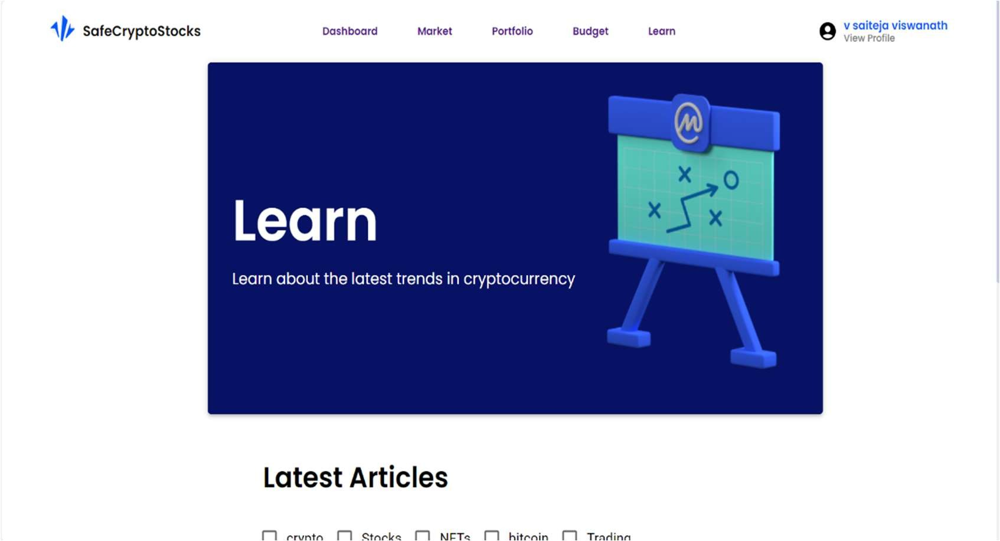 SafeCryptoStocks
Dashboard Market Portfolio Budget Learn
v saiteja viswanath
View Profile
Learn
Learn about the latest trends in cryptocurrency
Latest Articles
crypto Stocks NFTs bitcoin Trading